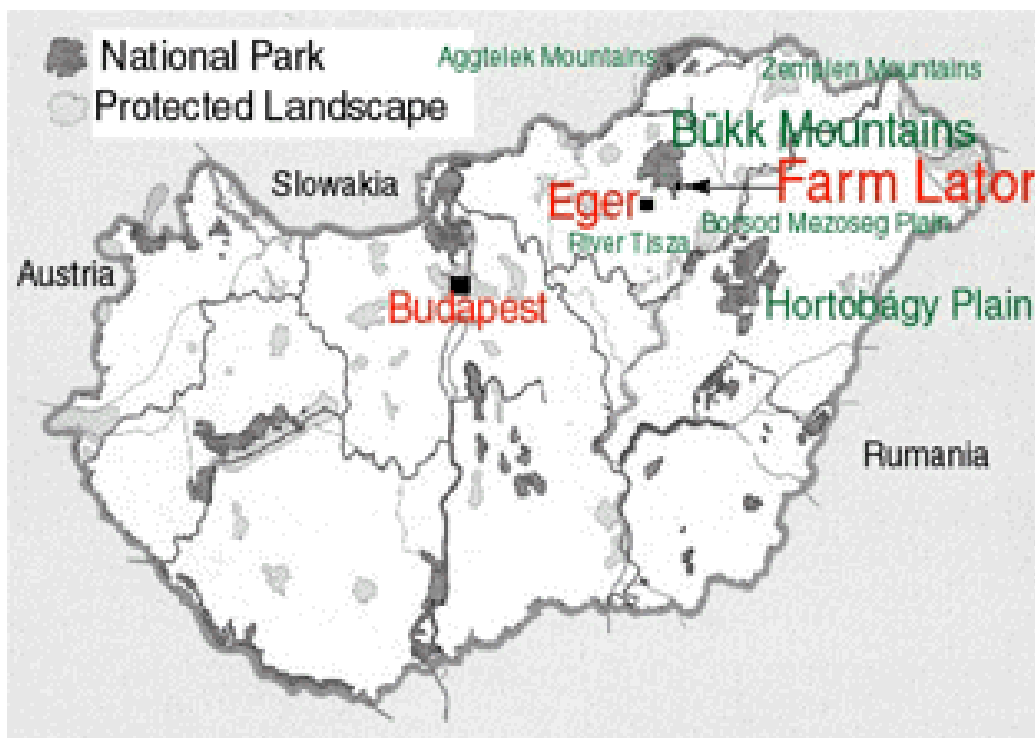 National Park
Aggtelek Mountains
Zemplen Mountains
Protected Landscape
Bükk Mountains
Slowakia
Farm Lator
Eger
Borsod Mezoseg Plain
River Tisza
Austria
Budapest
Hortobágy Plain
Rumania